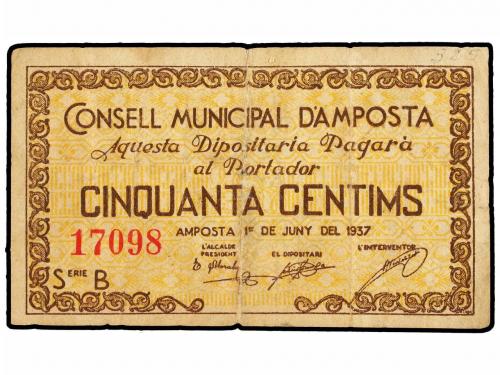 CONSELL MUNICIPAL D'AMPOSTA
Aquesta Dipositaria Pagarà
al Portador
CINQUANTA CENTIMS
17098
AMPOSTA 1er DE JUNY DEL 1937
L'ALCALDE PRESIDENT
EL DIPOSITARI
L'INTERVENTOR
SERIE B